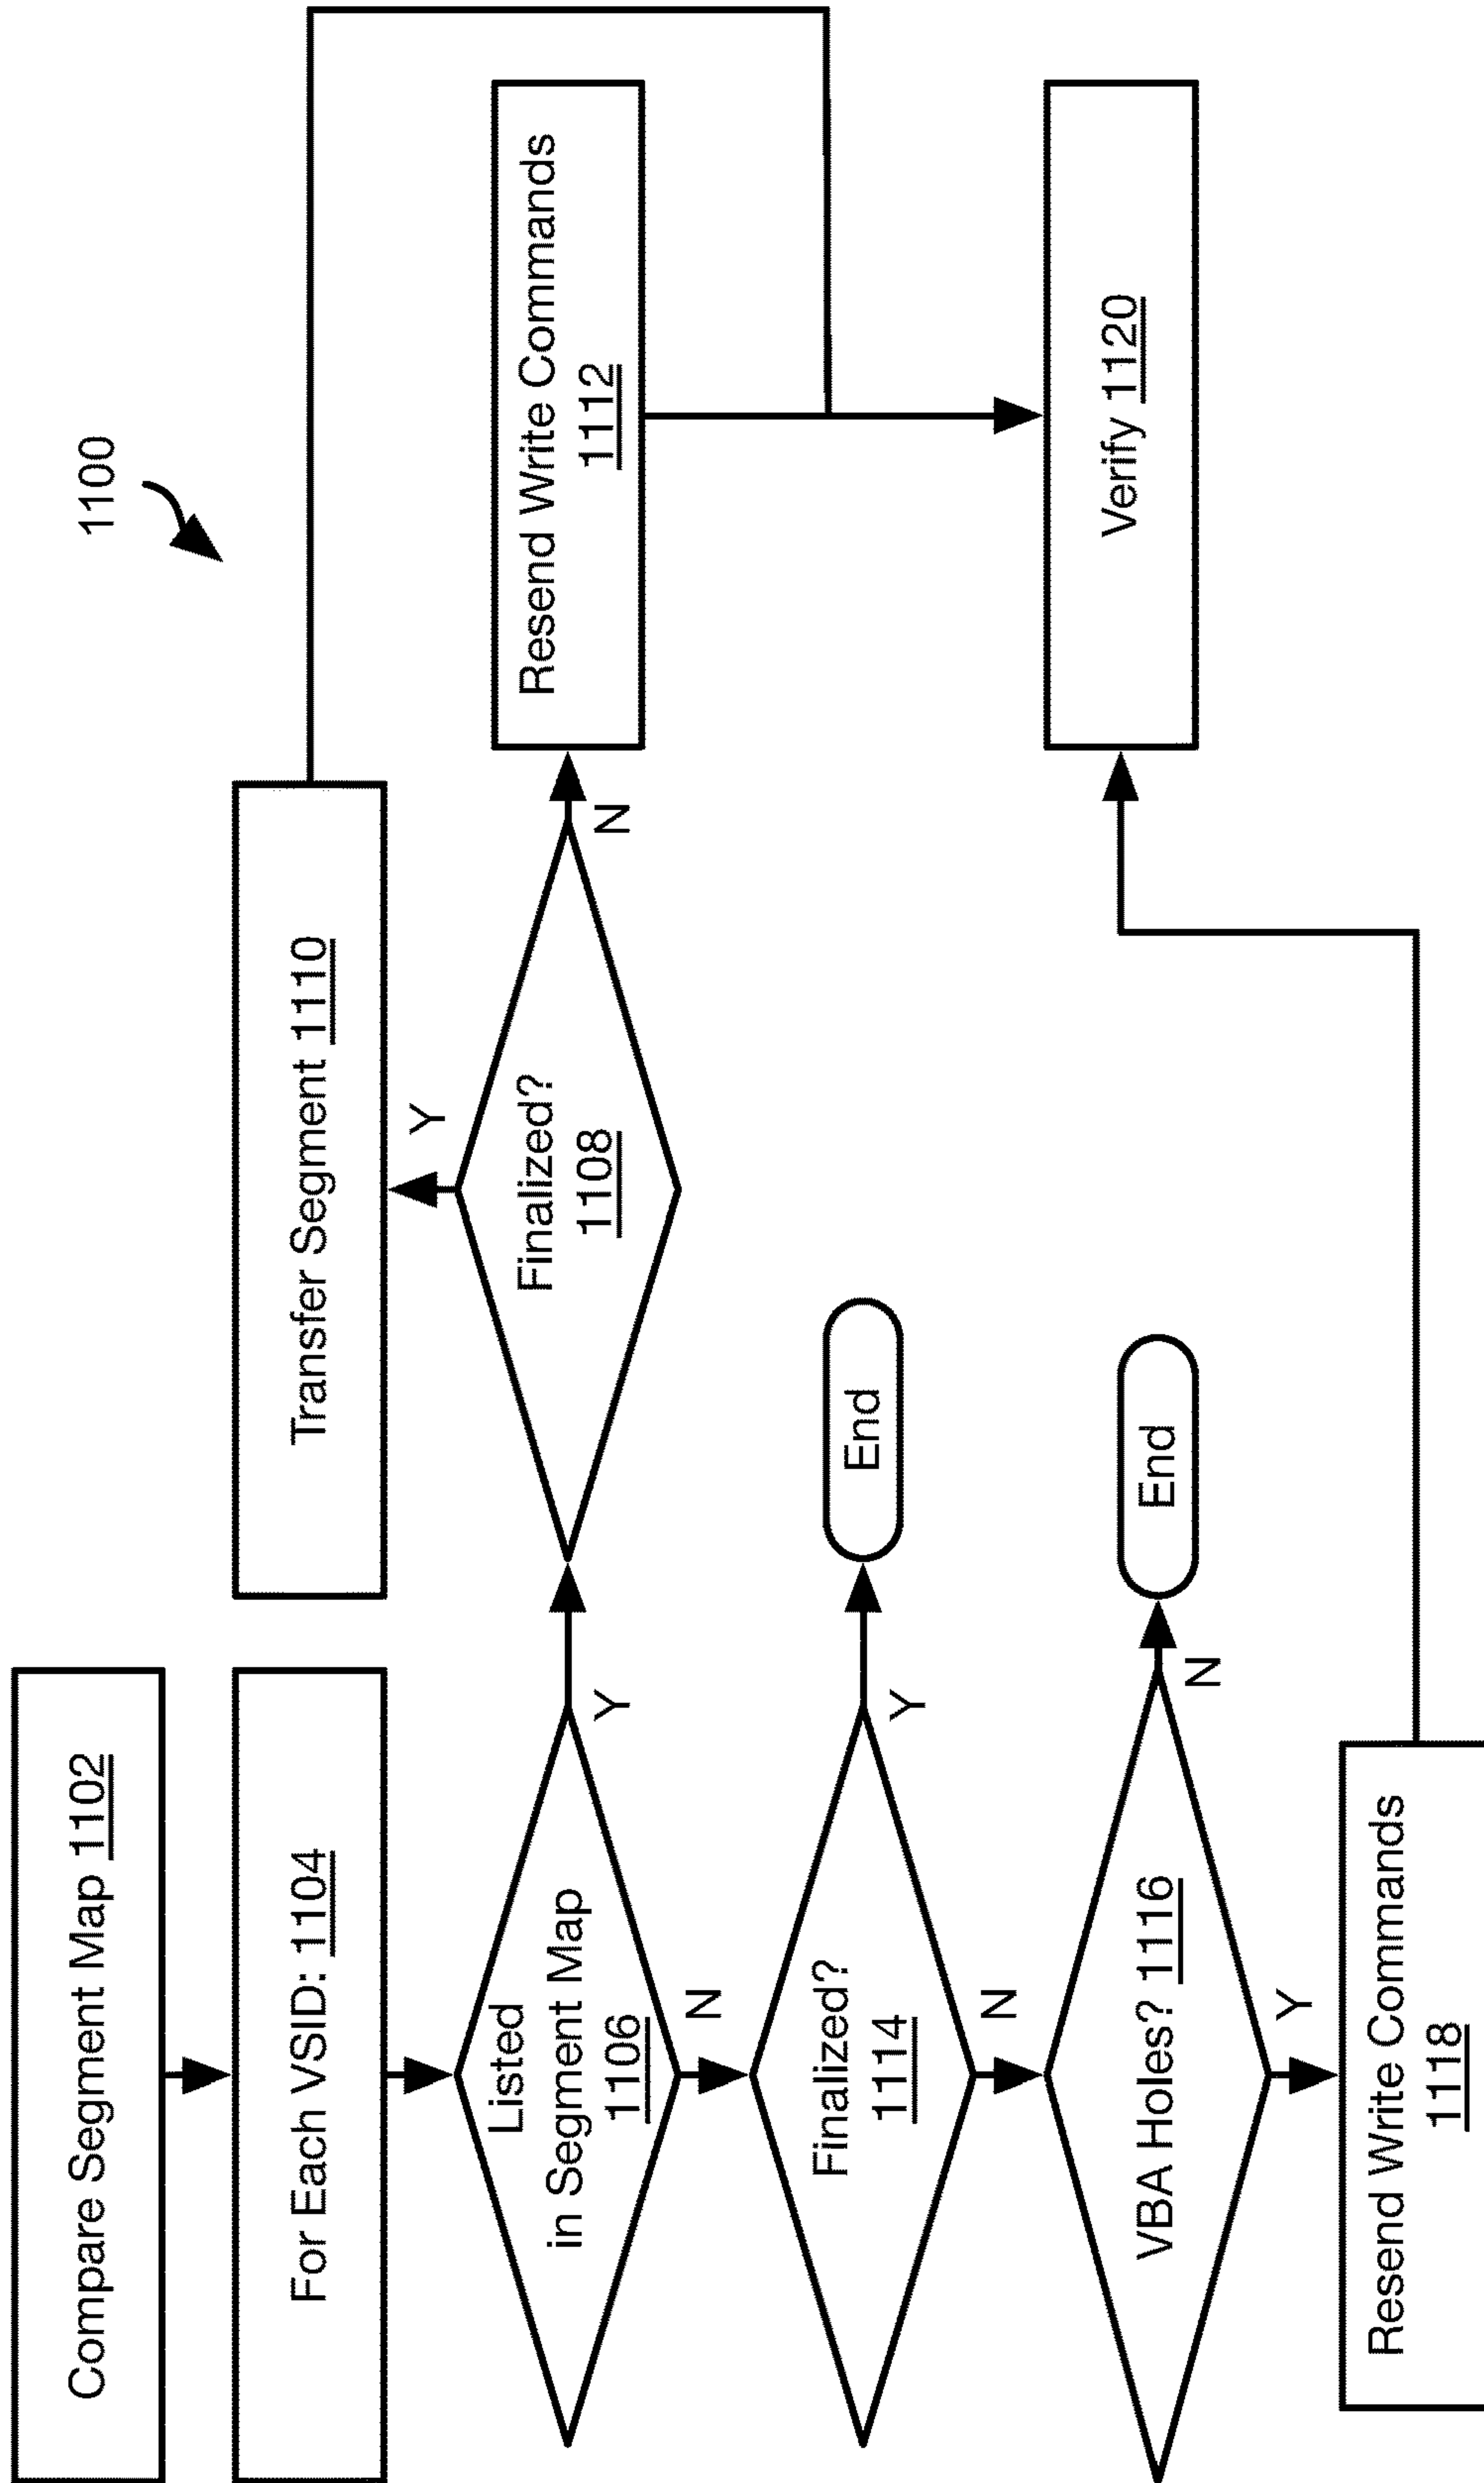 1100
Compare Segment Map 1102
For Each VSID: 1104
Transfer Segment 1110
Y
Listed
in Segment Map
1106
Y
Finalized?
1108
N
Resend Write Commands
1112
N
Finalized?
1114
Y
End
N
VBA Holes? 1116
N
End
Verify 1120
Y
Resend Write Commands
1118